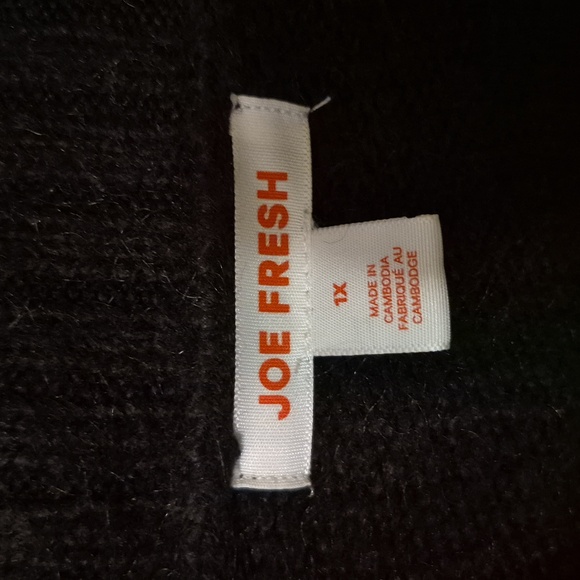 JOE FRESH
1X
MADE IN
CAMBODIA
FABRIQUÉ AU
CAMBODGE